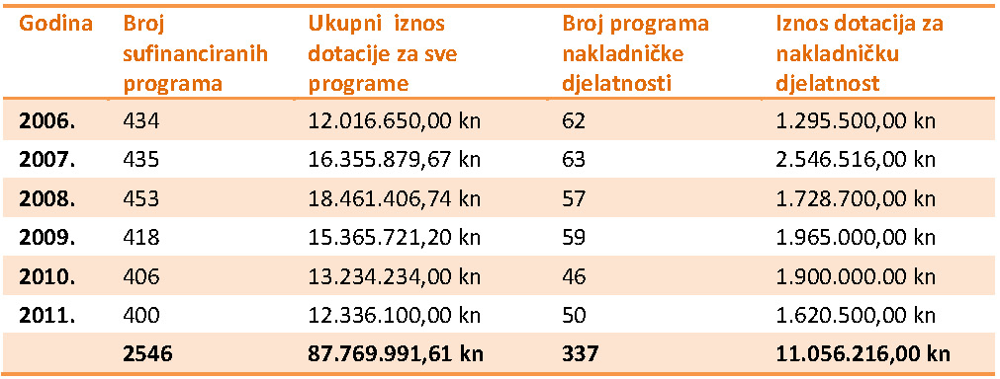 Godina Broj sufinanciranih programa Ukupni iznos dotacije za sve programe Broj programa nakladničke djelatnosti Iznos dotacija za nakladničku djelatnost
2006. 434 12.016.650,00 kn 62 1.295.500,00 kn
2007. 435 16.355.879,67 kn 63 2.546.516,00 kn
2008. 453 18.461.406,74 kn 57 1.728.700,00 kn
2009. 418 15.365.721,20 kn 59 1.965.000,00 kn
2010. 406 13.234.234,00 kn 46 1.900.000.00 kn
2011. 400 12.336.100,00 kn 50 1.620.500,00 kn
2546 87.769.991,61 kn 337 11.056.216,00 kn